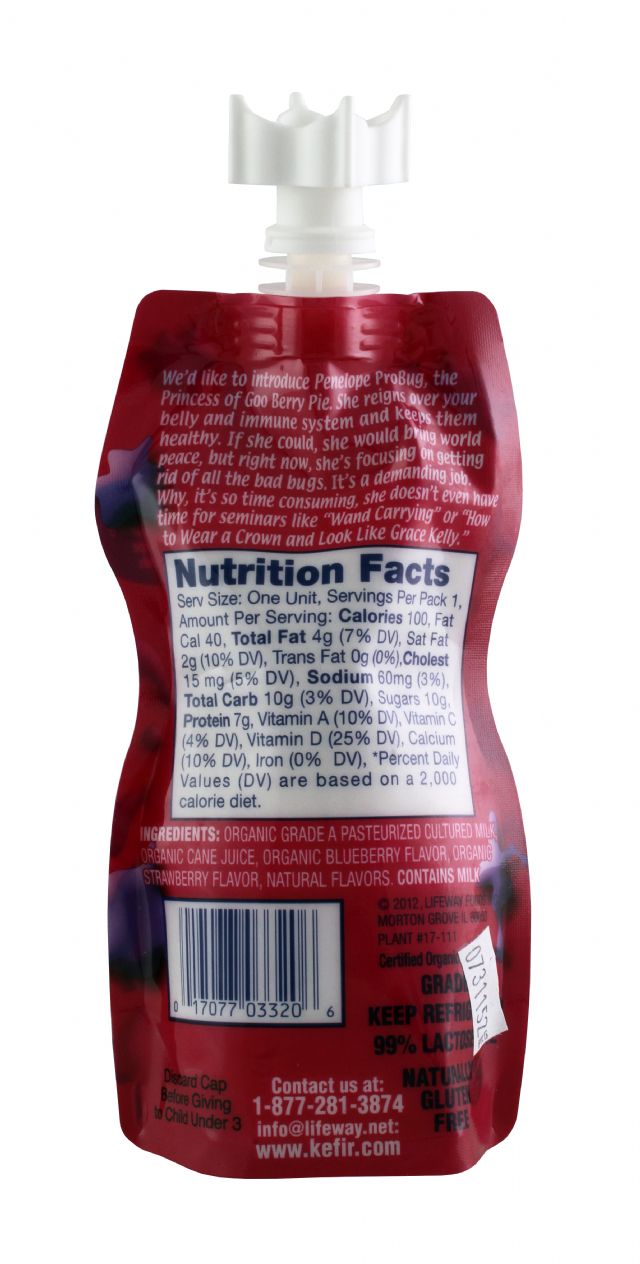 We'd like to introduce Penelope ProBug, the
Princess of Goo Berry Pie. She reigns over your
belly and immune system and keeps them
healthy. If she could, she would bring world
peace, but right now, she's focusing on getting
rid of all the bad bugs. It's a demanding job.
Why, it's so time consuming, she doesn't even have
time for seminars like "Wand Carrying" or "How
to Wear a Crown and Look Like Grace Kelly."
Nutrition Facts
Serv Size: One Unit, Servings Per Pack 1,
Amount Per Serving: Calories 100, Fat
Cal 40, Total Fat 4g (7% DV), Sat Fat
2g (10% DV), Trans Fat 0g (0%),Cholest
15 mg (5% DV), Sodium 60mg (3%),
Total Carb 10g (3% DV), Sugars 10g,
Protein 7g, Vitamin A (10% DV), Vitamin C
(4% DV), Vitamin D (25% DV), Calcium
(10% DV), Iron (0% DV), *Percent Daily
Values (DV) are based on a 2,000
calorie diet.
INGREDIENTS: ORGANIC GRADE A PASTEURIZED CULTURED MILK
ORGANIC CANE JUICE, ORGANIC BLUEBERRY FLAVOR, ORGANIC
STRAWBERRY FLAVOR, NATURAL FLAVORS. CONTAINS MILK
© 2012, LIFEWAY FOODS
MORTON GROVE IL
PLANT #17-111
Certified Organic
GRADE
KEEP
99%
NATURALLY
GLUTEN
FREE
0 17077 03320 6
Discard Cap
Before Giving
to Child Under 3
Contact us at:
1-877-281-3874
info@lifeway.net:
www.kefir.com